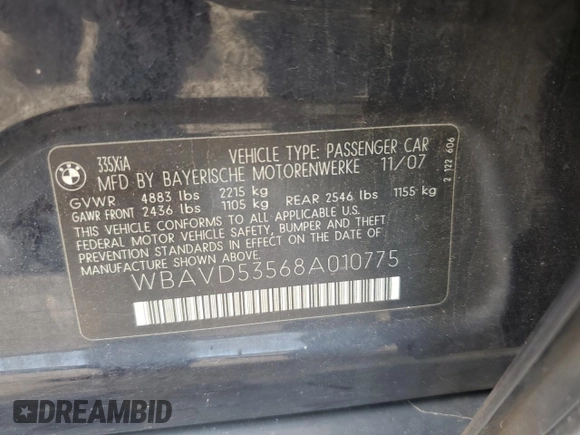 BMW
335XiA
VEHICLE TYPE: PASSENGER CAR
MFD BY BAYERISCHE MOTORENWERKE 11/07
GVWR 4883 lbs 2215 kg
GAWR FRONT 2436 lbs 1105 kg REAR 2546 lbs 1155 kg
THIS VEHICLE CONFORMS TO ALL APPLICABLE
FEDERAL MOTOR VEHICLE SAFETY, BUMPER AND THEFT
PREVENTION STANDARDS IN EFFECT ON THE DATE OF
MANUFACTURE SHOWN ABOVE.
WBAVD53568A010775
2 122 606
DREAMBID